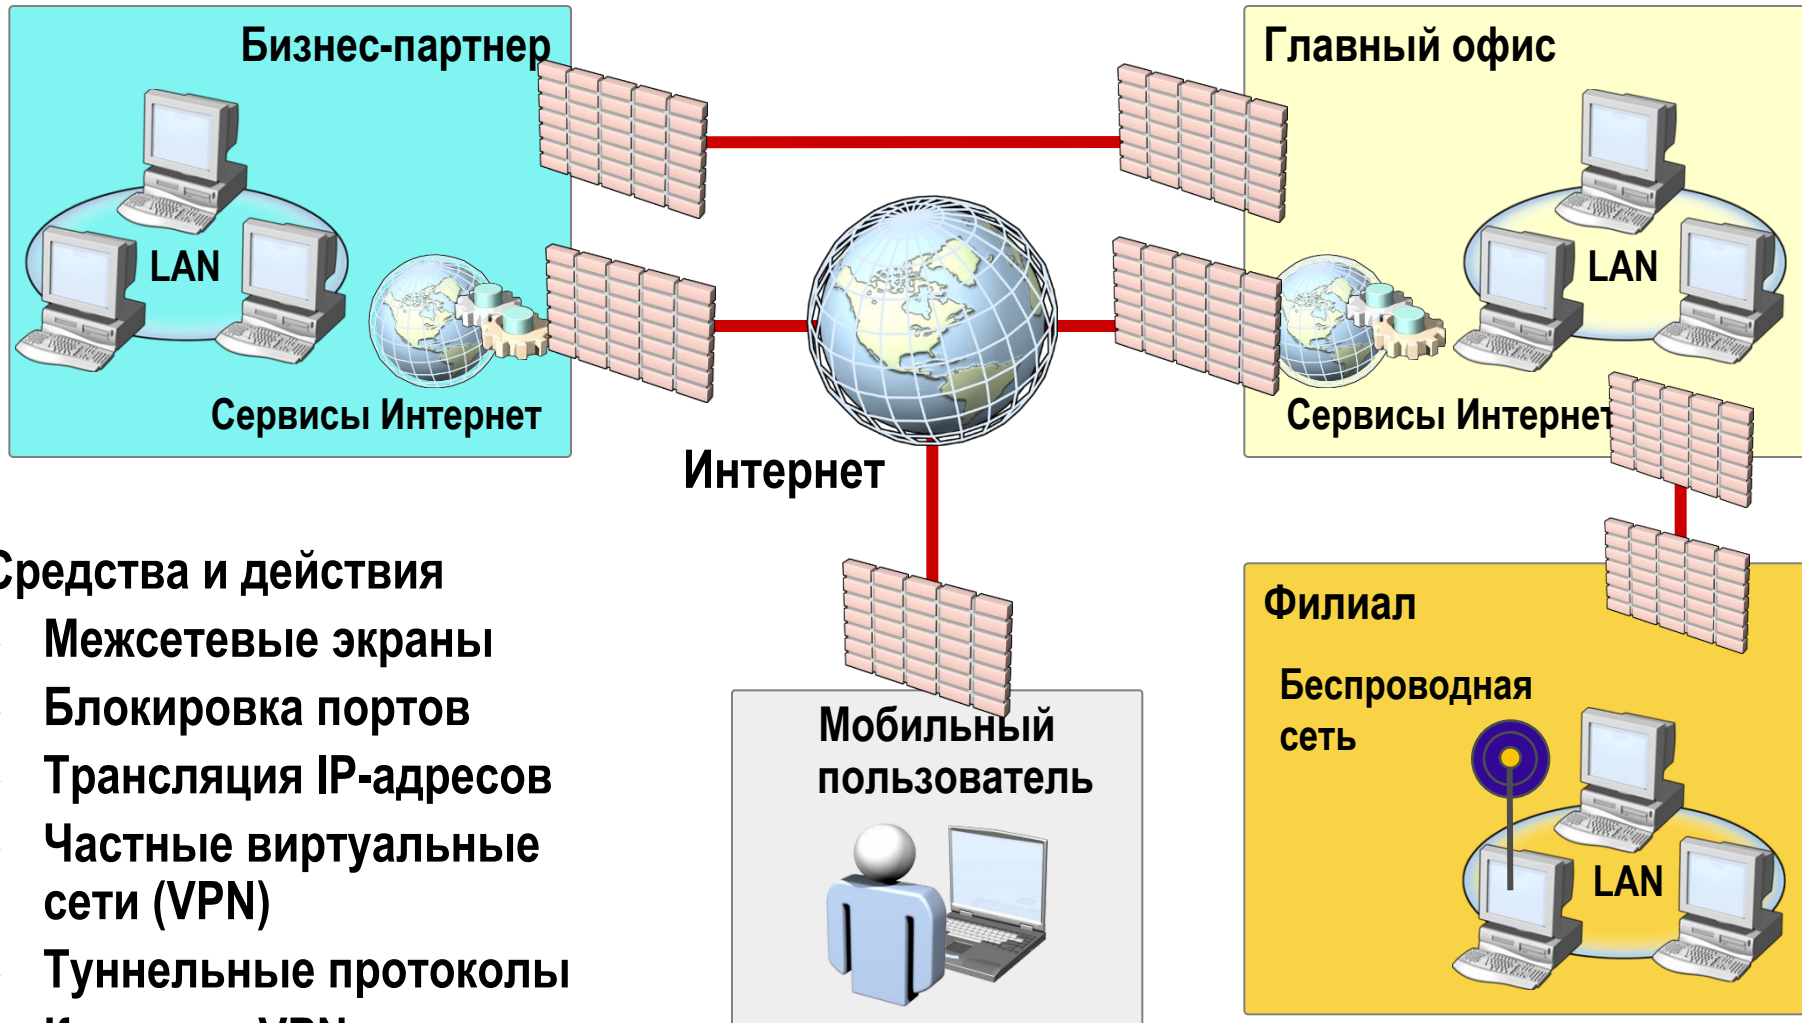 Бизнес-партнер
Главный офис
LAN
LAN
Сервисы Интернет
Сервисы Интернет
Интернет
Средства и действия
Межсетевые экраны
Блокировка портов
Трансляция IP-адресов
Частные виртуальные
сети (VPN)
Туннельные протоколы
VPN
Мобильный
пользователь
Филиал
Беспроводная
сеть
LAN